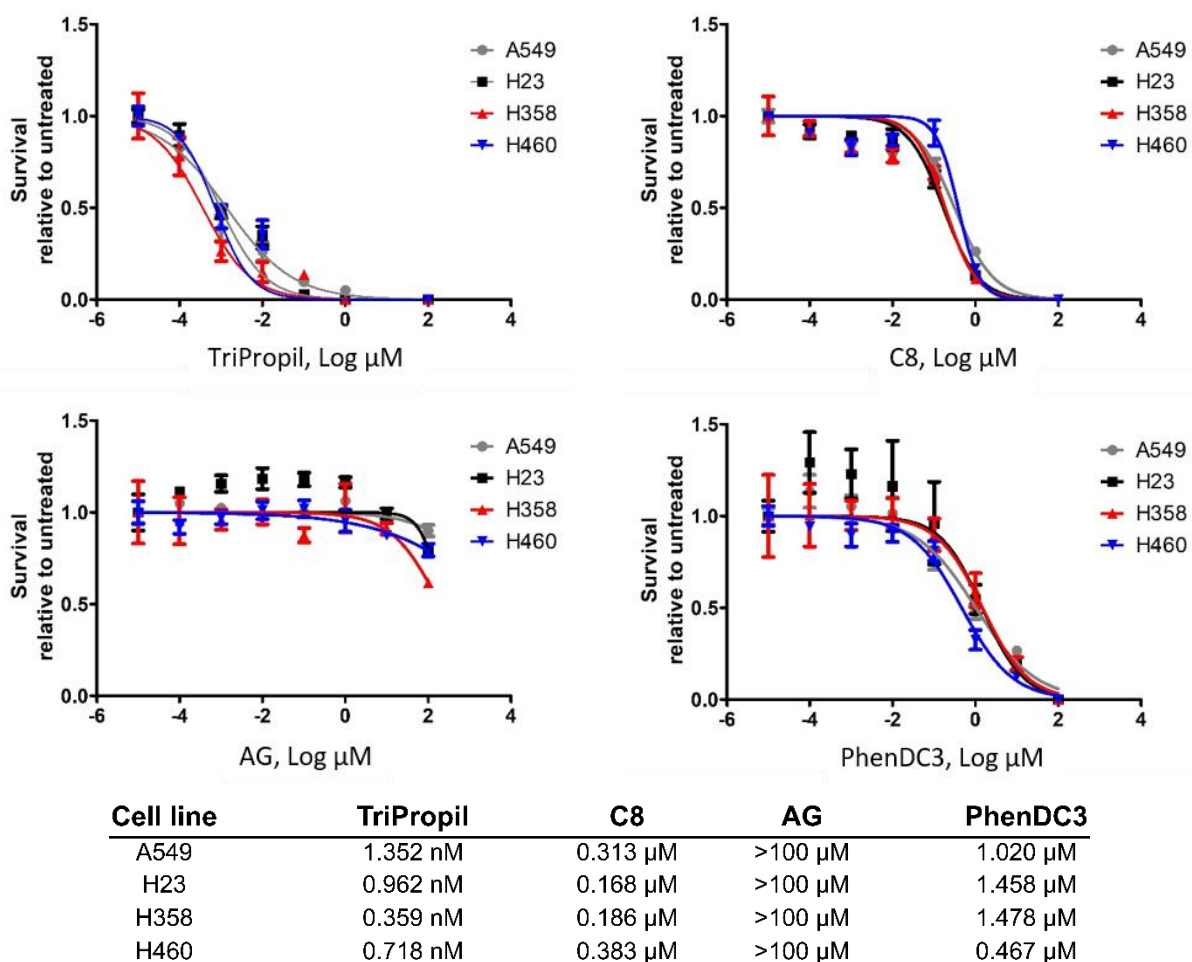 1.5
1.0
0.5
0.0
-6
-4
-2
0
2
4
Survival
relative to untreated
TriPropil, Log µM
A549
H23
H358
H460
1.5
1.0
0.5
0.0
-6
-4
-2
0
2
4
Survival
relative to untreated
C8, Log µM
A549
H23
H358
H460
1.5
1.0
0.5
0.0
-6
-4
-2
0
2
4
Survival
relative to untreated
AG, Log µM
A549
H23
H358
H460
1.5
1.0
0.5
0.0
-6
-4
-2
0
2
4
Survival
relative to untreated
PhenDC3, Log µM
A549
H23
H358
H460
Cell line TriPropil C8 AG PhenDC3
A549 1.352 nM 0.313 µM >100 µM 1.020 µM
H23 0.962 nM 0.168 µM >100 µM 1.458 µM
H358 0.359 nM 0.186 µM >100 µM 1.478 µM
H460 0.718 nM 0.383 µM >100 µM 0.467 µM